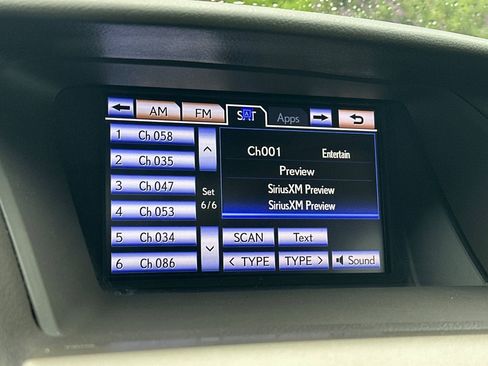 AM FM SAT Apps
1 Ch 058
2 Ch 035
3 Ch 047
4 Ch 053
5 Ch 034
6 Ch 086
Set
6/6
Ch001 Entertain
Preview
SiriusXM Preview
SiriusXM Preview
SCAN Text
< TYPE TYPE > Sound